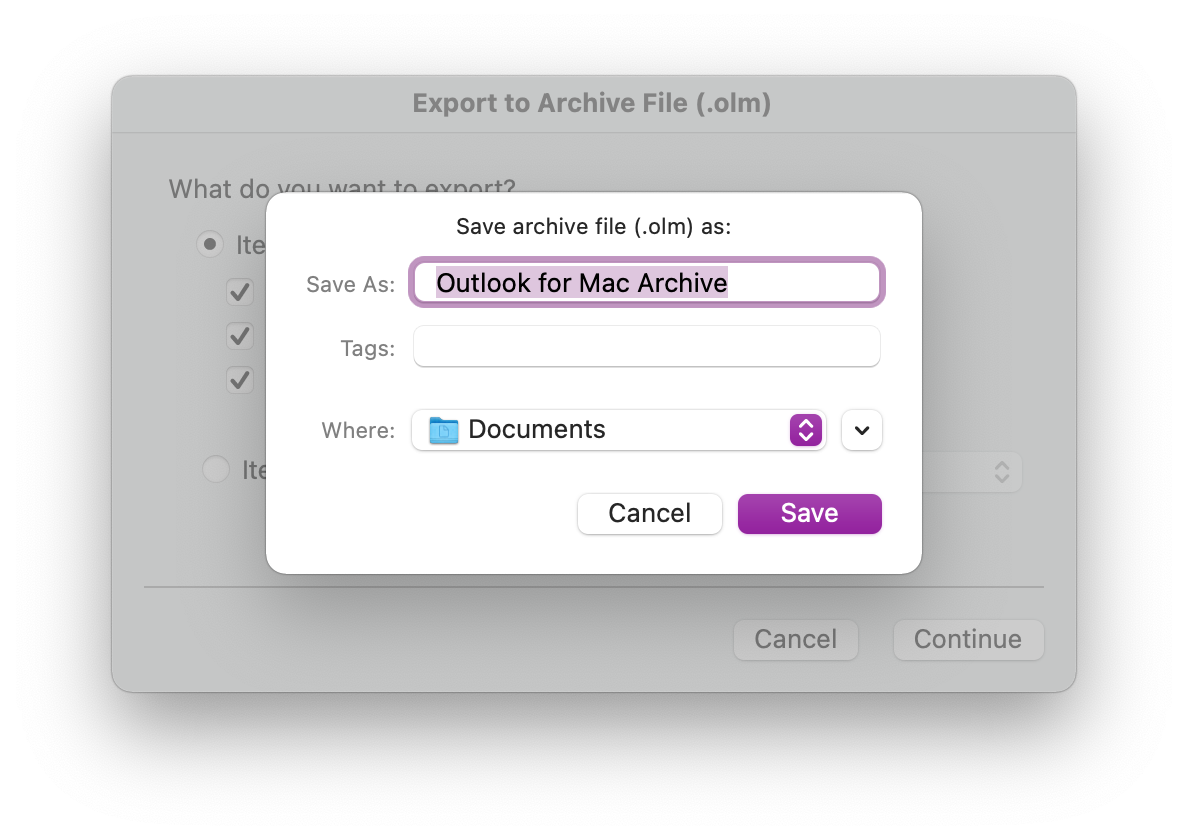 Export to Archive File (.olm)
What do you want to export?
Save archive file (.olm) as:
Ite
Save As: Outlook for Mac Archive
Tags:
Where: Documents
Ite
Cancel Save
Cancel Continue